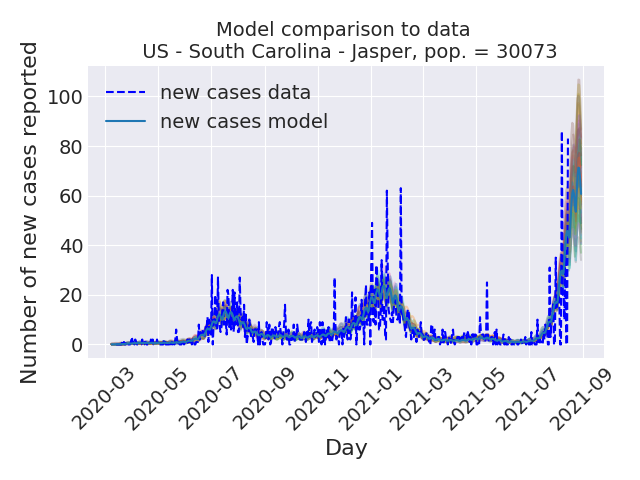 Model comparison to data
US - South Carolina - Jasper, pop. = 30073
Number of new cases reported
100
80
60
40
20
0
new cases data
new cases model
2020-03
2020-05
2020-07
2020-09
2020-11
2021-01
2021-03
2021-05
2021-07
2021-09
Day